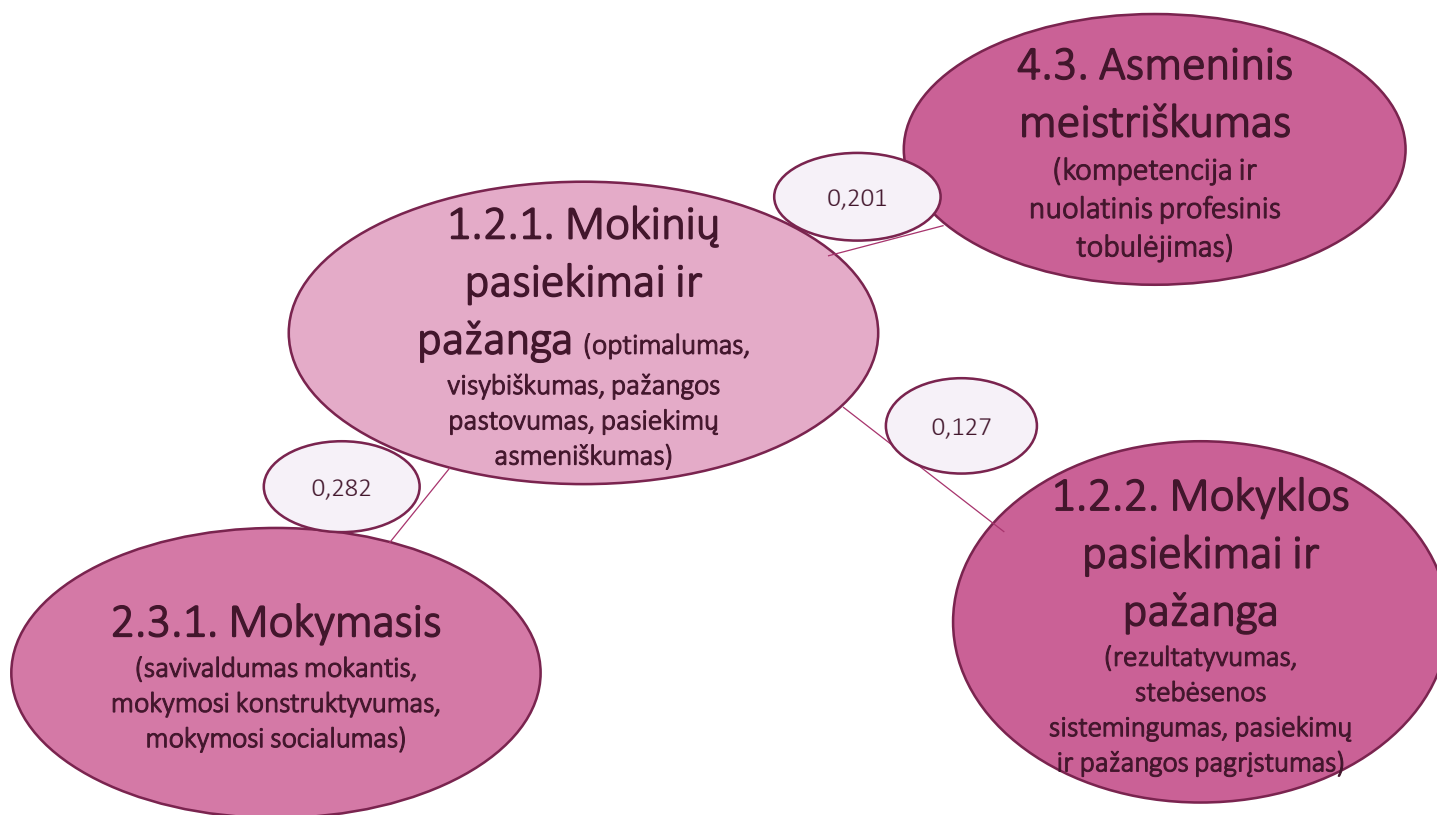 4.3. Asmeninis
meistriškumas
(kompetencija ir
nuolatinis profesinis
tobulėjimas)
0,201
1.2.1. Mokinių
pasiekimai ir
pažanga (optimalumas,
visybiškumas, pažangos
pastovumas, pasiekimų
asmeniškumas)
0,127
0,282
1.2.2. Mokyklos
pasiekimai ir
pažanga
(rezultatyvumas,
stebėsenos
sistemingumas, pasiekimų
ir pažangos pagrįstumas)
2.3.1. Mokymasis
(savivaldumas mokantis,
mokymosi konstruktyvumas,
mokymosi socialumas)